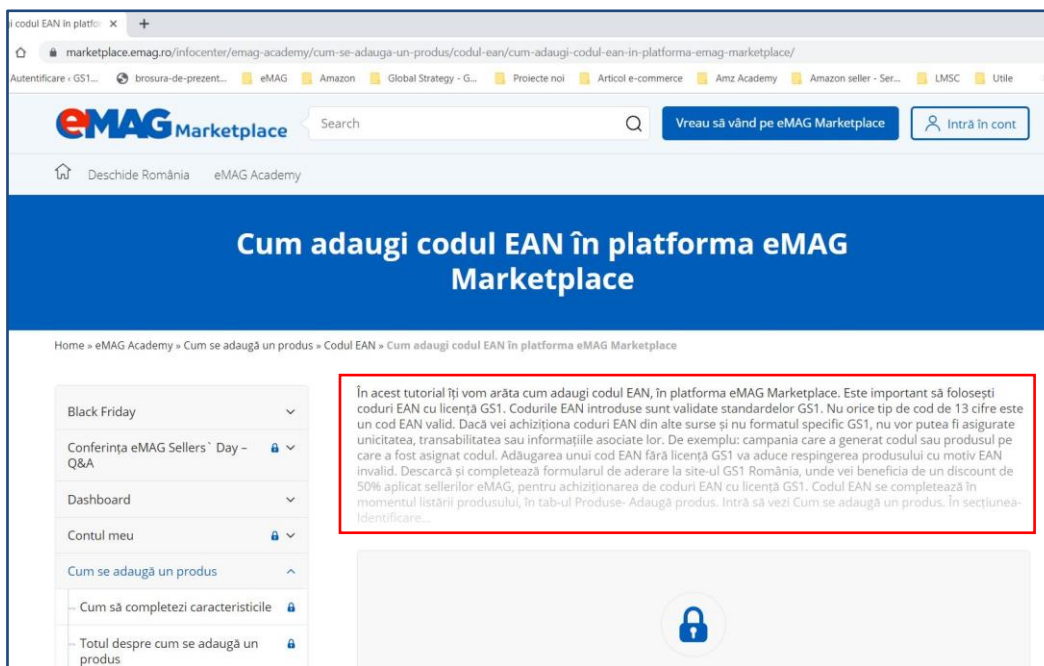 i codul EAN în platfo
marketplace.emag.ro/infocenter/emag-academy/cum-se-adauga-un-produs/codul-ean/cum-adaugi-codul-ean-in-platforma-emag-marketplace/
Autentificare ‹ GS1... brosura-de-prezent... eMAG Amazon Global Strategy - G... Proiecte noi Articol e-commerce Amz Academy Amazon seller - Ser... LMSC Utile
eMAG Marketplace Search Vreau să vând pe eMAG Marketplace Intră în cont
Deschide România eMAG Academy
Cum adaugi codul EAN în platforma eMAG
Marketplace
Home » eMAG Academy » Cum se adaugă un produs » Codul EAN » Cum adaugi codul EAN în platforma eMAG Marketplace
Black Friday
Conferința eMAG Sellers` Day –
Q&A
Dashboard
Contul meu
Cum se adaugă un produs
Cum să completezi caracteristicile
Totul despre cum se adaugă un
produs
În acest tutorial îți vom arăta cum adaugi codul EAN, în platforma eMAG Marketplace. Este important să folosești
coduri EAN cu licență GS1. Codurile EAN introduse sunt validate standardelor GS1. Nu orice tip de cod de 13 cifre este
un cod EAN valid. Dacă vei achiziționa coduri EAN din alte surse și nu formatul specific GS1, nu vor putea fi asigurate
unicitatea, transabilitatea sau informațiile asociate lor. De exemplu: campania care a generat codul sau produsul pe
care a fost asignat codul. Adăugarea unui cod EAN fără licență GS1 va aduce respingerea produsului cu motiv EAN
invalid. Descarcă și completează formularul de aderare la site-ul GS1 România, unde vei beneficia de un discount de
50% aplicat sellerilor eMAG, pentru achiziționarea de coduri EAN cu licență GS1. Codul EAN se completează în
momentul listării produsului, în tab-ul Produse- Adaugă produs. Intră să vezi Cum se adaugă un produs. În secțiunea-
Identificare...